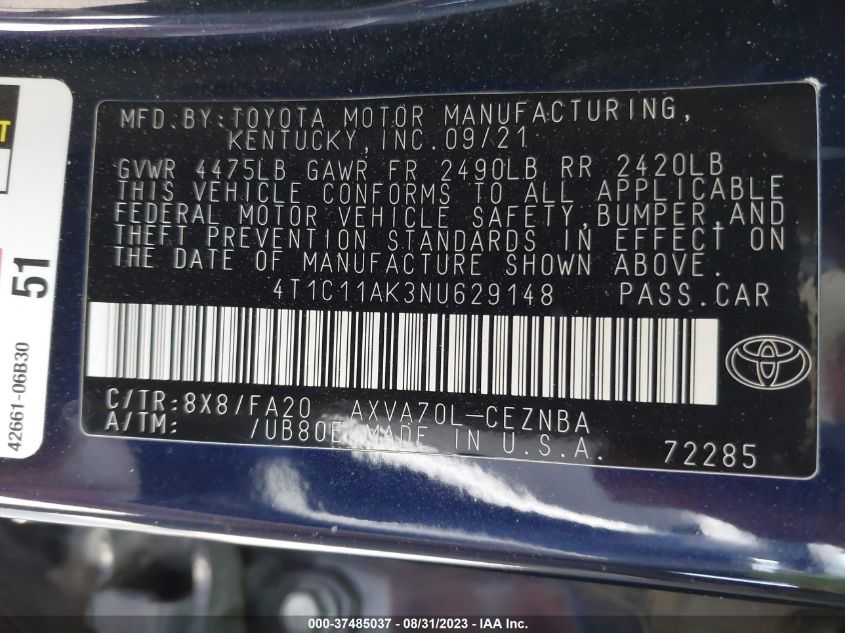 MFD.BY:TOYOTA MOTOR MANUFACTURING,
KENTUCKY,INC.09/21
GVWR 4475LB GAWR FR 2490LB RR 2420LB
THIS VEHICLE CONFORMS TO ALL APPLICABLE
FEDERAL MOTOR VEHICLE SAFETY,BUMPER,AND
THEFT PREVENTION STANDARDS IN EFFECT ON
THE DATE OF MANUFACTURE SHOWN ABOVE.
4T1C11AK3NU629148 PASS.CAR
C/TR:8X8/FA20 AXVA70L-CEZNBA
A/TM: /UB80E MADE IN U.S.A. 72285
51
42661-06B30
000-37485037 - 08/31/2023 - IAA Inc.